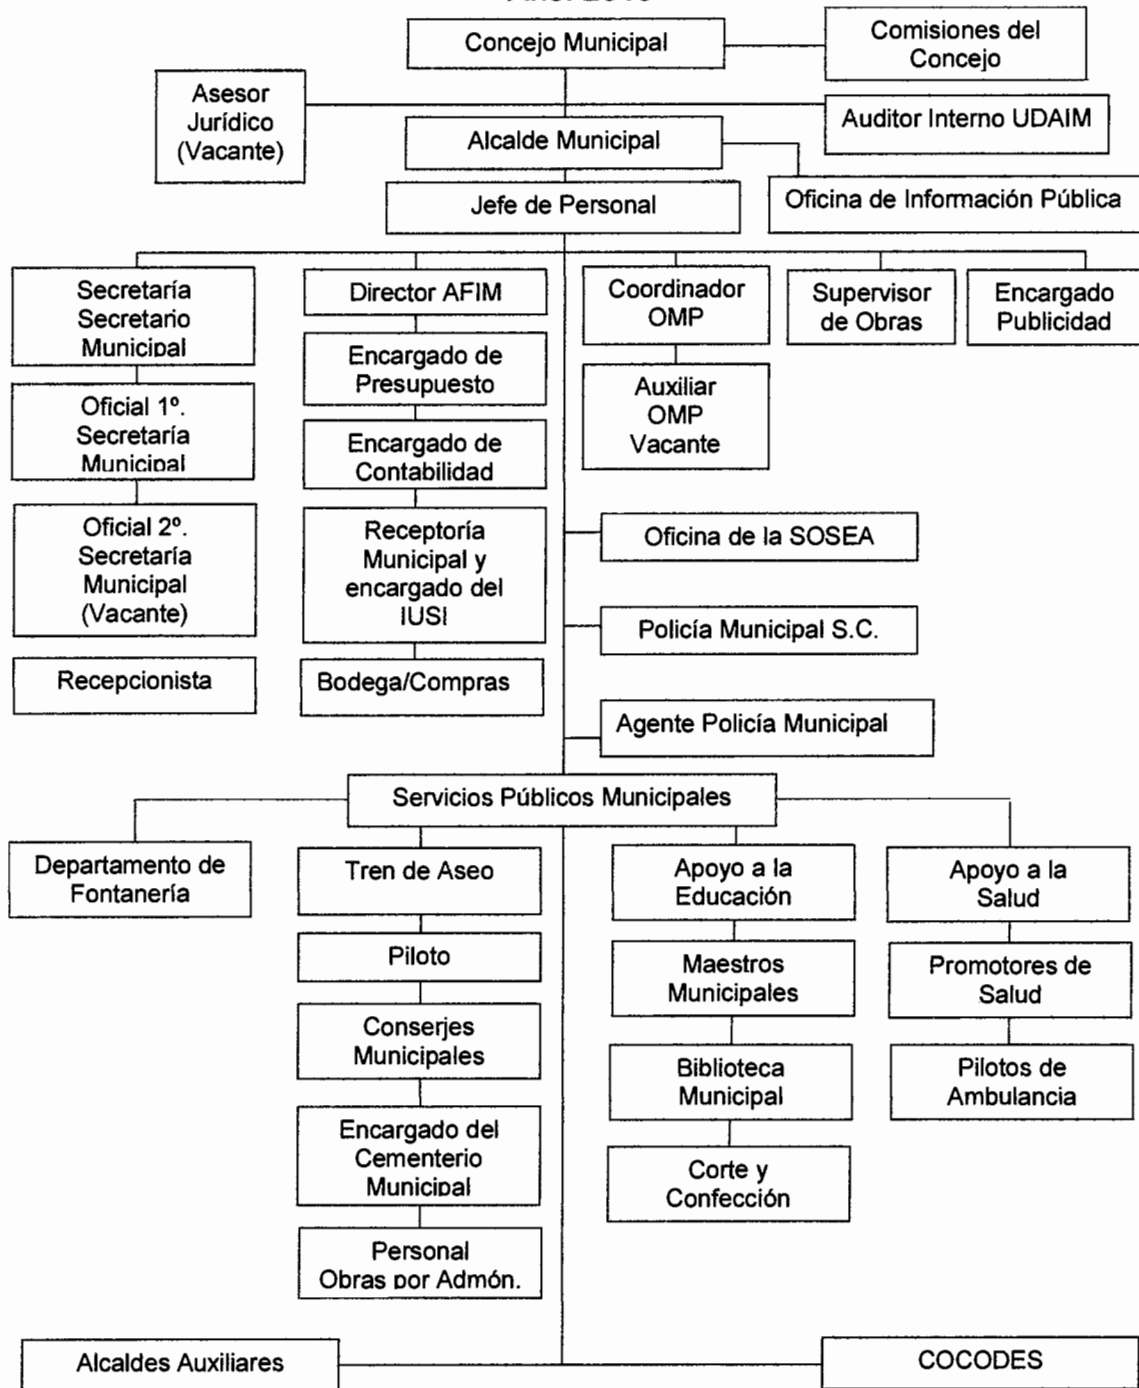 Concejo Municipal
Comisiones del
Concejo
Asesor
Jurídico
(Vacante)
Auditor Interno UDAIM
Alcalde Municipal
Jefe de Personal
Oficina de Información Pública
Secretaría
Secretario
Municipal
Director AFIM
Coordinador
OMP
Supervisor
de Obras
Encargado
Publicidad
Encargado de
Presupuesto
Auxiliar
OMP
Vacante
Oficial 1º.
Secretaría
Municipal
Encargado de
Contabilidad
Oficial 2º.
Secretaría
Municipal
(Vacante)
Receptoría
Municipal y
encargado del
IUSI
Oficina de la SOSEA
Policía Municipal S.C.
Recepcionista
Bodega/Compras
Agente Policía Municipal
Servicios Públicos Municipales
Departamento de
Fontanería
Tren de Aseo
Apoyo a la
Educación
Apoyo a la
Salud
Piloto
Maestros
Municipales
Promotores de
Salud
Conserjes
Municipales
Biblioteca
Municipal
Pilotos de
Ambulancia
Encargado del
Cementerio
Municipal
Corte y
Confección
Personal
Obras por Admón.
Alcaldes Auxiliares
COCODES